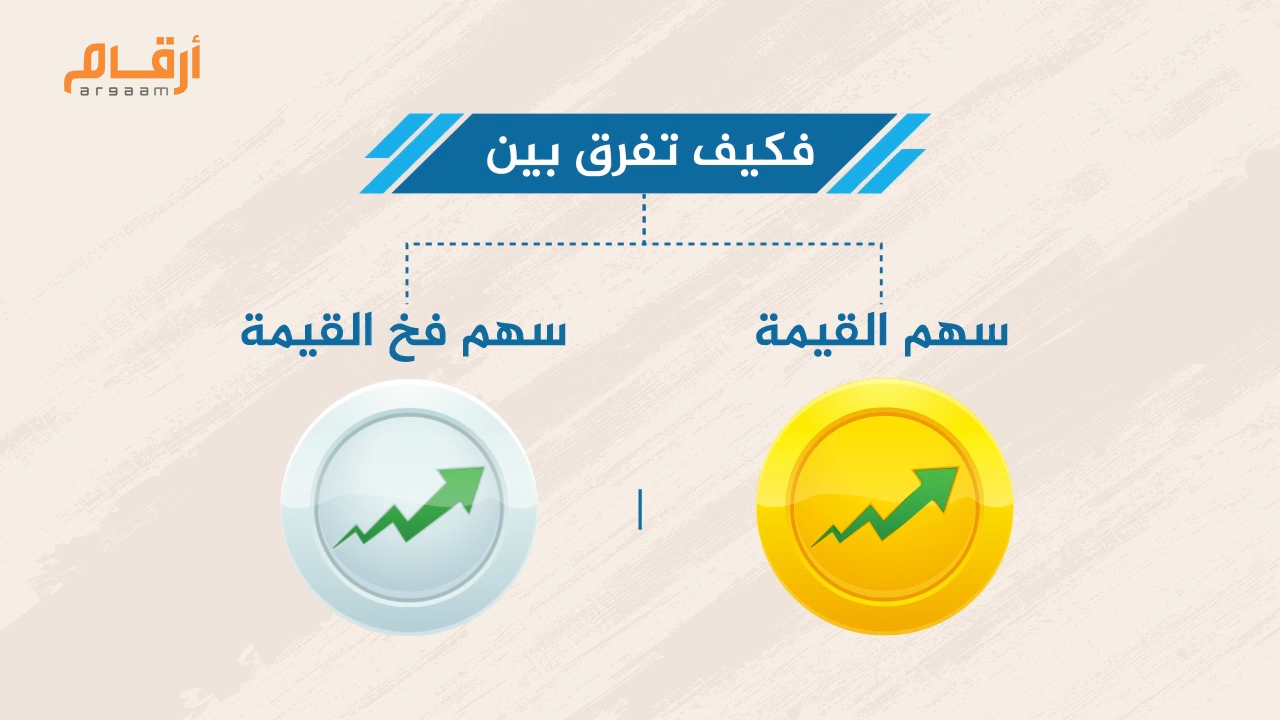 أرقام
argaam
فكيف تفرق بين
سهم القيمة
سهم فخ القيمة